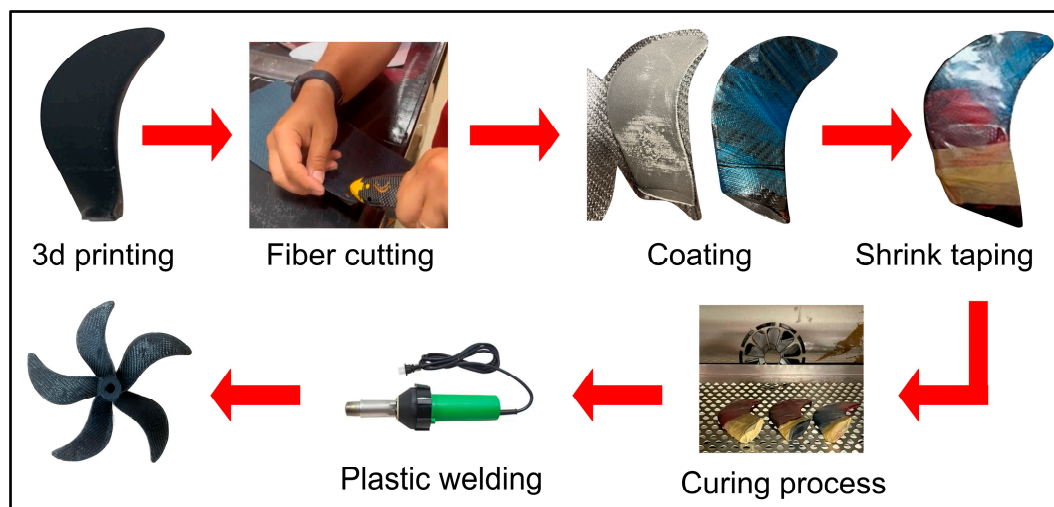 3d printing
Fiber cutting
Coating
Shrink taping
Curing process
Plastic welding